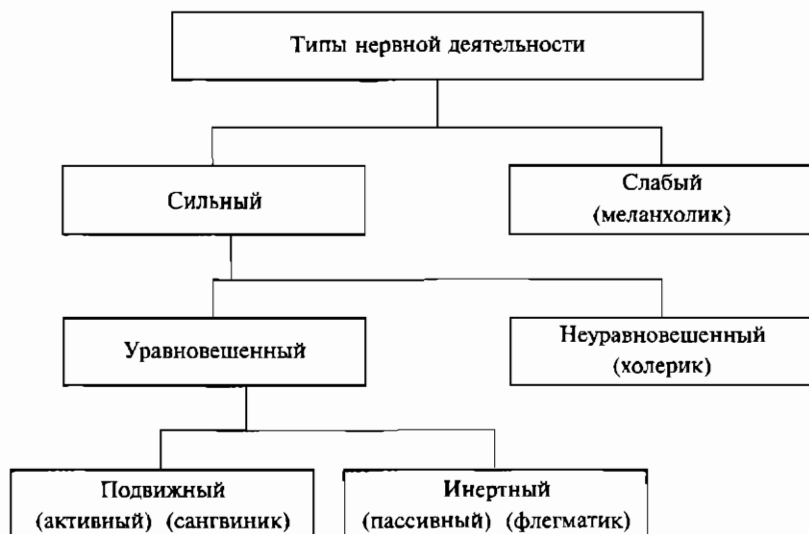 Типы нервной деятельности
Сильный
Слабый
(меланхолик)
Уравновешенный
Неуравновешенный
(холерик)
Подвижный
(активный) (сангвиник)
Инертный
(пассивный) (флегматик)